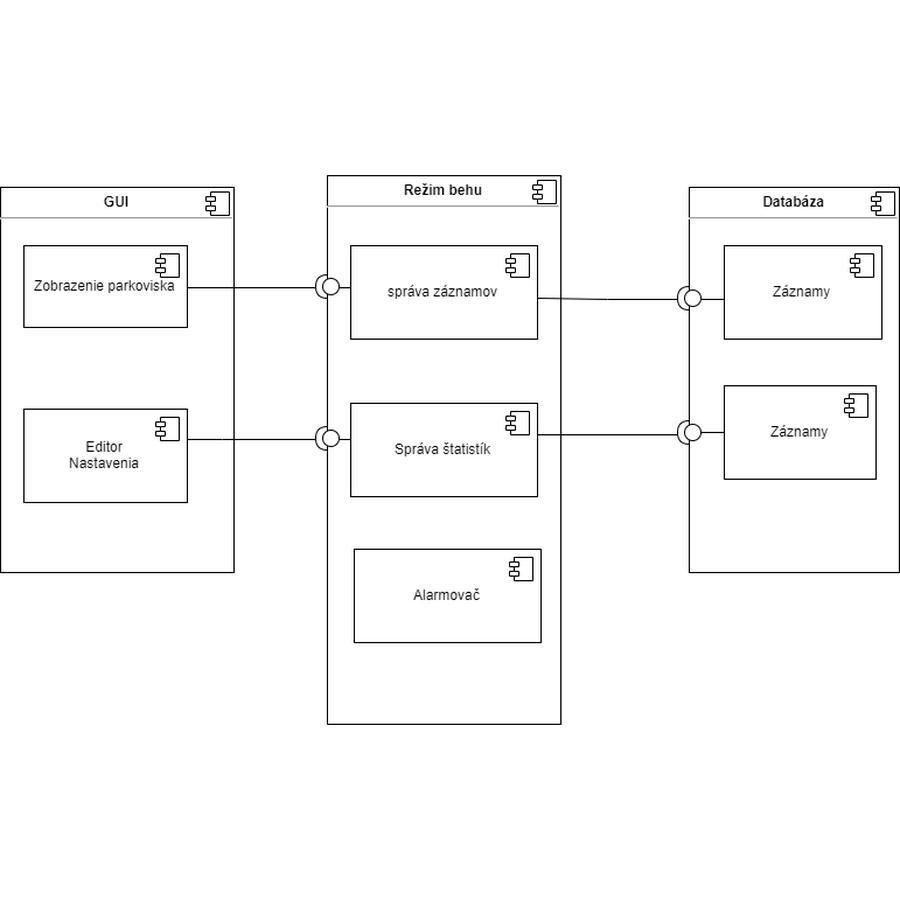 GUI
Zobrazenie parkoviska
Editor
Nastavenia
Režim behu
správa záznamov
Správa štatistík
Alarmovač
Databáza
Záznamy
Záznamy